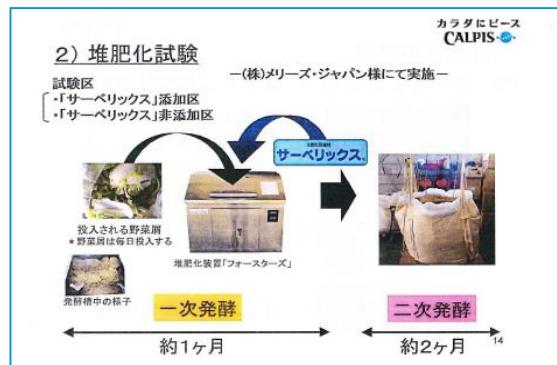 カラダにピース
CALPIS
2）堆肥化試験
－(株)メリーズ・ジャパン様にて実施－
試験区
・「サーベリックス」添加区
・「サーベリックス」非添加区
サーベリックス
投入される野菜屑
＊野菜屑は毎日投入する
堆肥化装置「フォースターズ」
発酵槽中の様子
一次発酵
二次発酵
約1ヶ月
約2ヶ月
14